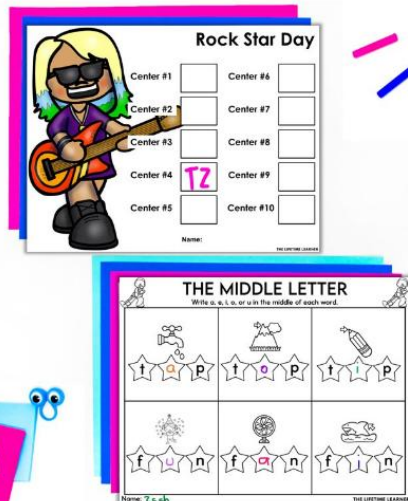 Rock Star Day
Center #1 Center #6
Center #2 Center #7
Center #3 Center #8
Center #4 TZ Center #9
Center #5 Center #10
Name: THE LIFETIME LEARNER
THE MIDDLE LETTER
Write a, e, i, o, or u in the middle of each word.
t a p t o p t i p
f u n f a n f i n
Name: Zach THE LIFETIME LEARNER